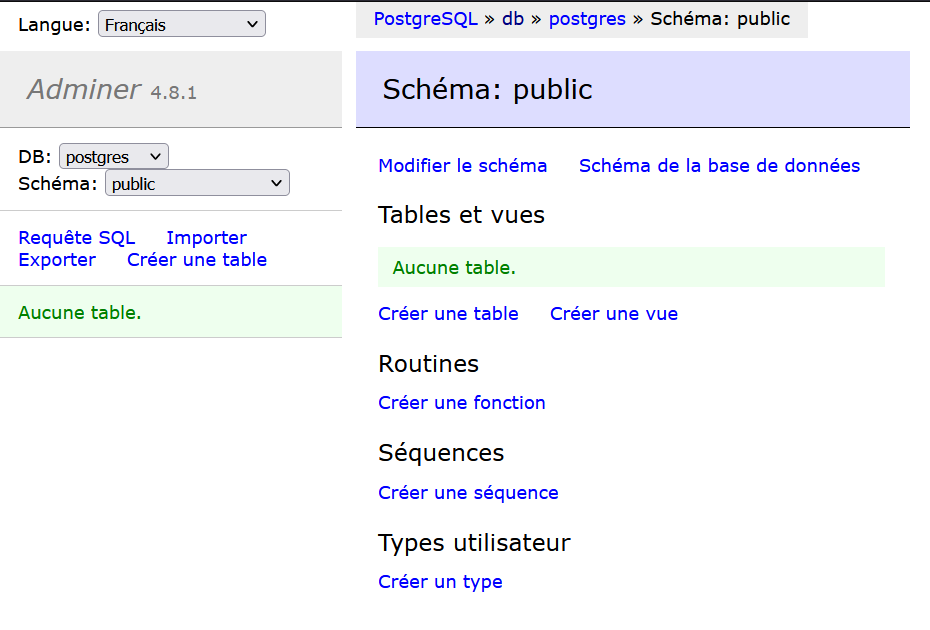 Langue: Français
PostgreSQL » db » postgres » Schéma: public
Adminer 4.8.1
Schéma: public
DB: postgres
Schéma: public
Requête SQL Importer
Exporter Créer une table
Aucune table.
Modifier le schéma Schéma de la base de données
Tables et vues
Aucune table.
Créer une table Créer une vue
Routines
Créer une fonction
Séquences
Créer une séquence
Types utilisateur
Créer un type